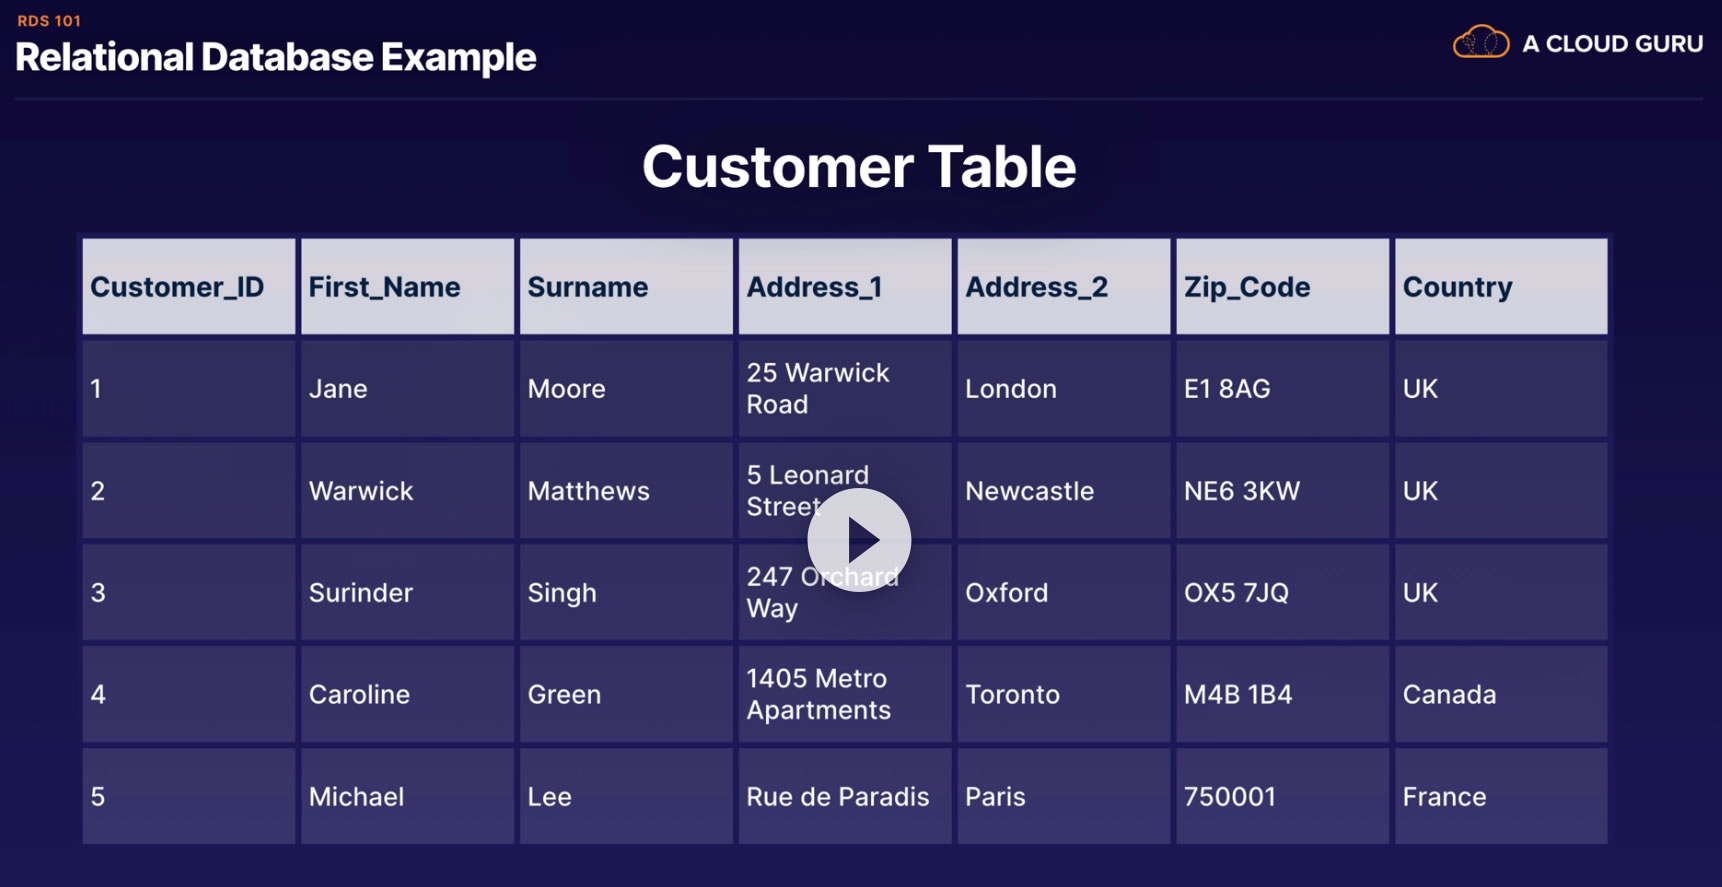 RDS 101
Relational Database Example
A CLOUD GURU
Customer Table
Customer_ID First_Name Surname Address_1 Address_2 Zip_Code Country
1 Jane Moore 25 Warwick Road London E1 8AG UK
2 Warwick Matthews 5 Leonard Street Newcastle NE6 3KW UK
3 Surinder Singh 247 Orchard Way Oxford OX5 7JQ UK
4 Caroline Green 1405 Metro Apartments Toronto M4B 1B4 Canada
5 Michael Lee Rue de Paradis Paris 750001 France